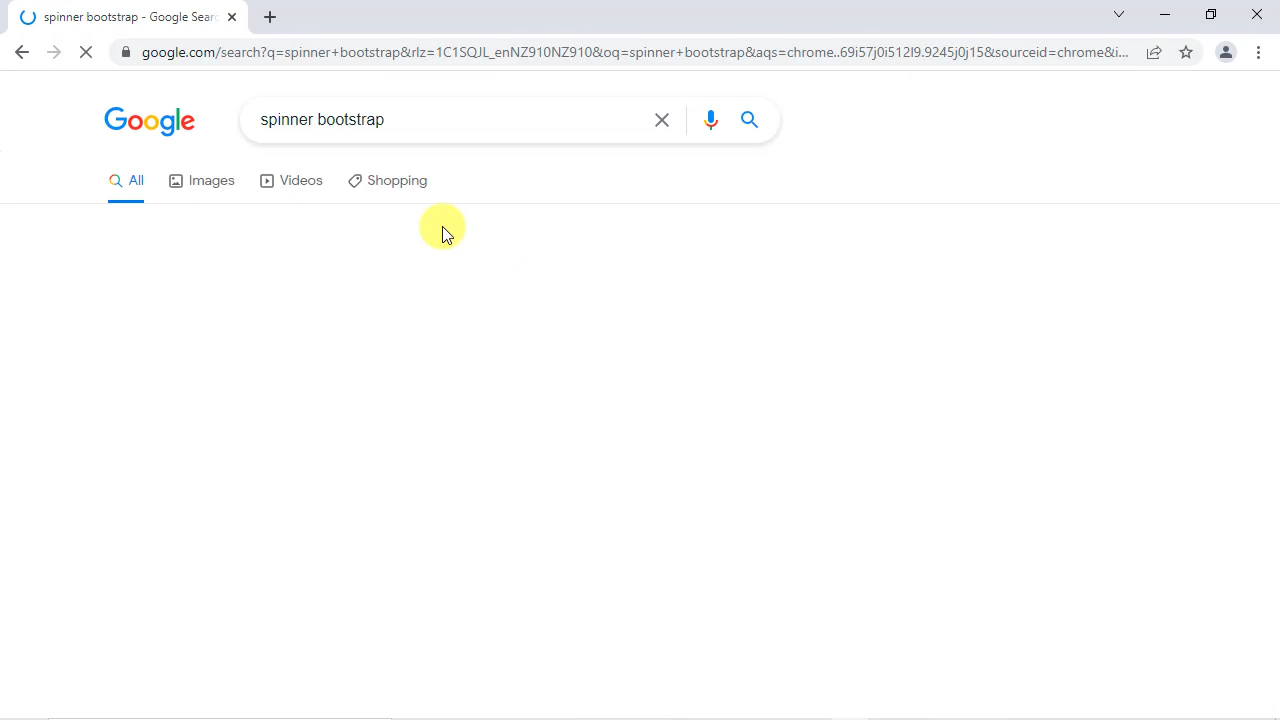 spinner bootstrap - Google Sear
google.com/search?q=spinner+bootstrap&rlz=1C1SQJL_enNZ910NZ910&oq=spinner+bootstrap&aqs=chrome..69i57j0i512l9.9245j0j15&sourceid=chrome&i...
Google
spinner bootstrap
All
Images
Videos
Shopping